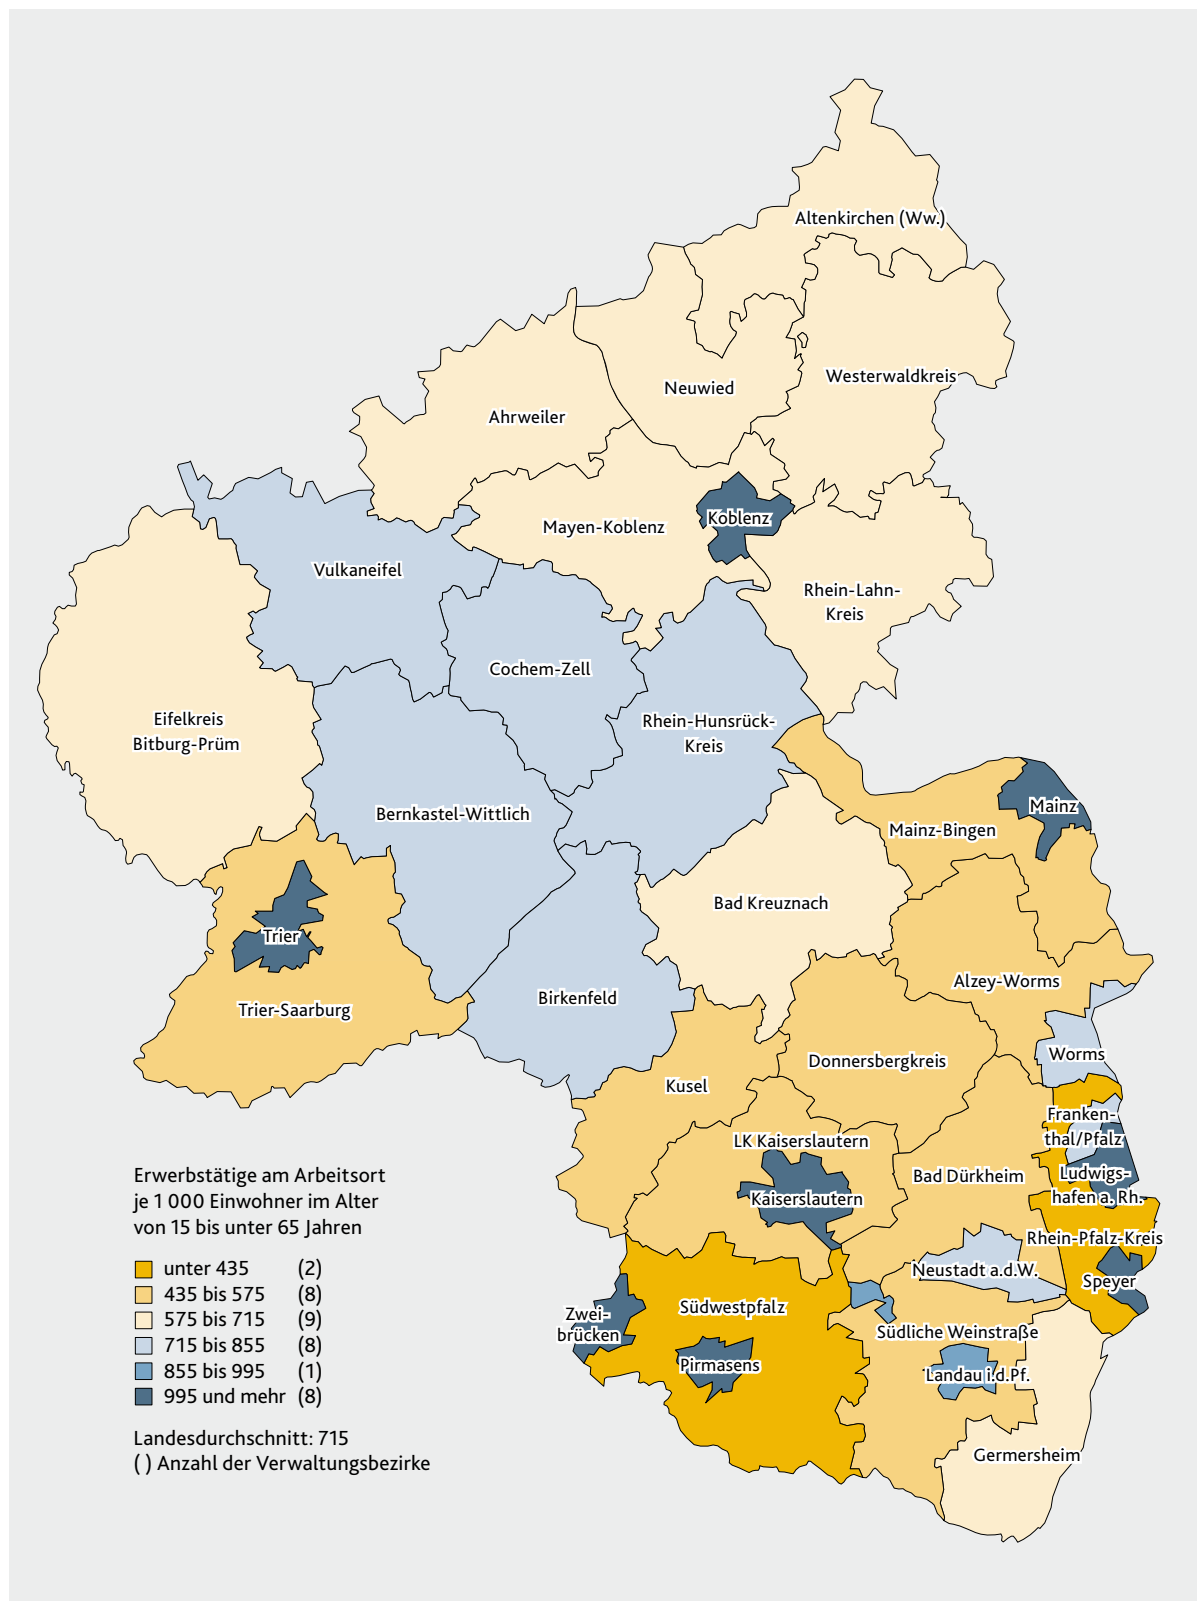 Altenkirchen (Ww.)
Westerwaldkreis
Neuwied
Ahrweiler
Mayen-Koblenz
Koblenz
Vulkaneifel
Rhein-Lahn-
Kreis
Cochem-Zell
Eifelkreis
Bitburg-Prüm
Rhein-Hunsrück-
Kreis
Bernkastel-Wittlich
Mainz
Mainz-Bingen
Bad Kreuznach
Trier
Alzey-Worms
Birkenfeld
Trier-Saarburg
Worms
Donnersbergkreis
Kusel
Franken-
thal/Pfalz
LK Kaiserslautern
Bad Dürkheim
Ludwigs-
hafen a. Rh.
Kaiserslautern
Rhein-Pfalz-Kreis
Neustadt a.d.W.
Speyer
Südwestpfalz
Zwei-
brücken
Südliche Weinstraße
Pirmasens
Landau i.d.Pf.
Germersheim
Erwerbstätige am Arbeitsort
je 1 000 Einwohner im Alter
von 15 bis unter 65 Jahren
unter 435 (2)
435 bis 575 (8)
575 bis 715 (9)
715 bis 855 (8)
855 bis 995 (1)
995 und mehr (8)
Landesdurchschnitt: 715
( ) Anzahl der Verwaltungsbezirke